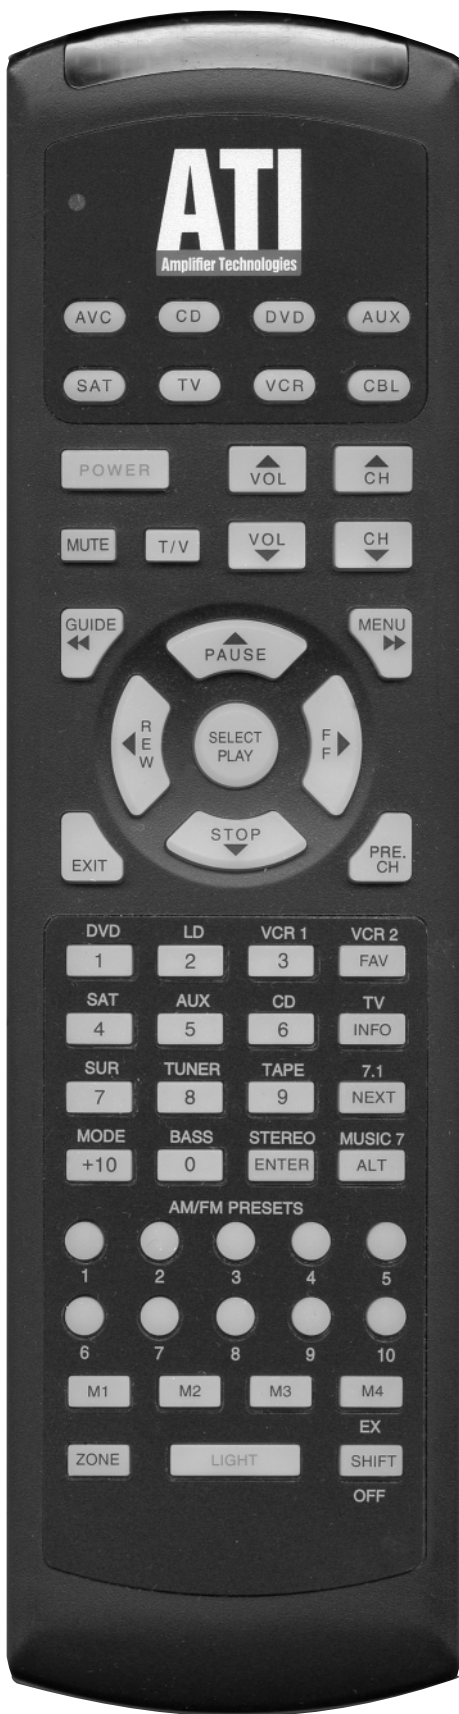 ATI
Amplifier Technologies
AVC CD DVD AUX
SAT TV VCR CBL
POWER VOL CH
MUTE T/V VOL CH
GUIDE PAUSE MENU
REW SELECT PLAY FF
EXIT STOP PRE. CH
DVD LD VCR 1 VCR 2
1 2 3 FAV
SAT AUX CD TV
4 5 6 INFO
SUR TUNER TAPE 7.1
7 8 9 NEXT
MODE BASS STEREO MUSIC 7
+10 0 ENTER ALT
AM/FM PRESETS
1 2 3 4 5
6 7 8 9 10
M1 M2 M3 M4
EX
ZONE LIGHT SHIFT
OFF